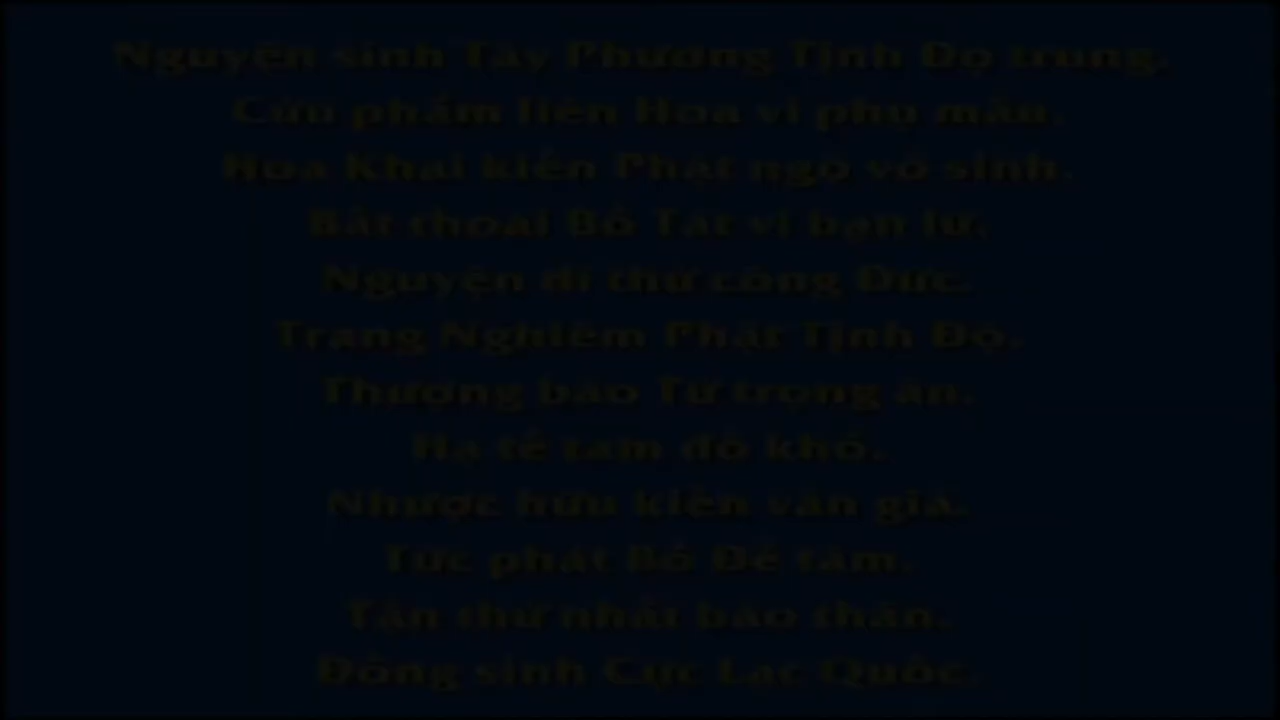 Nguyện sinh Tây Phương Tịnh Độ trung.
Cửu phẩm liên Hoa vi phụ mẫu.
Hoa Khai kiến Phật ngộ vô sinh.
Bất thoái Bồ Tát vi bạn lữ.
Nguyện dĩ thử công Đức.
Trang Nghiêm Phật Tịnh Độ.
Thượng báo Tứ trọng ân.
Hạ tế tam đồ khổ.
Nhược hữu kiến văn giả.
Tức phát Bồ Đề tâm.
Tận thử nhất báo thân.
Đồng sinh Cực Lạc Quốc.